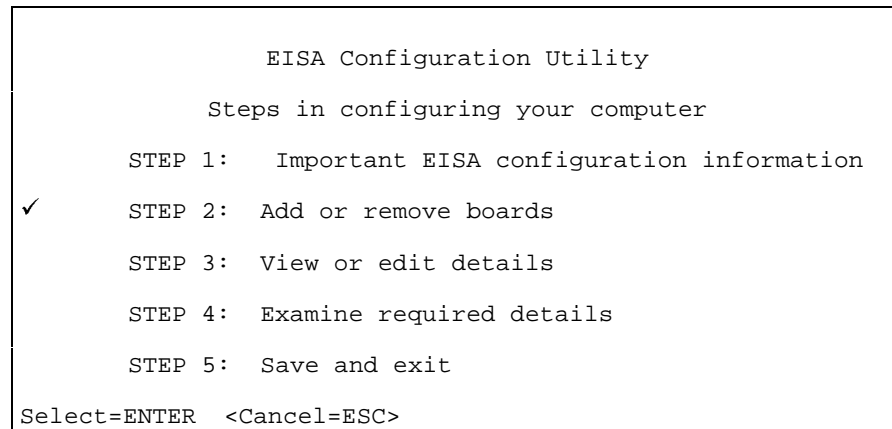 EISA Configuration Utility
Steps in configuring your computer
STEP 1: Important EISA configuration information
✓ STEP 2: Add or remove boards
STEP 3: View or edit details
STEP 4: Examine required details
STEP 5: Save and exit
Select=ENTER <Cancel=ESC>